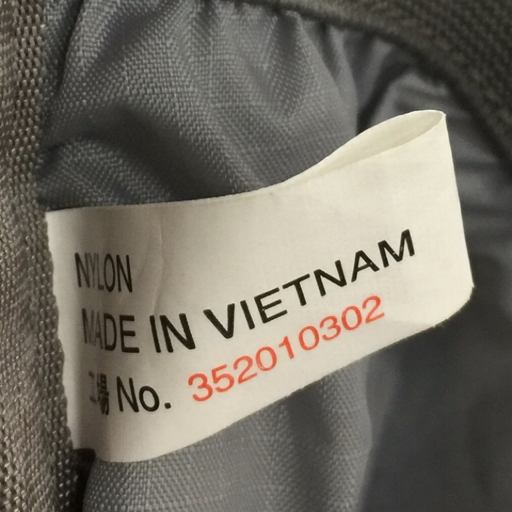 NYLON
MADE IN VIETNAM
工場 No. 352010302